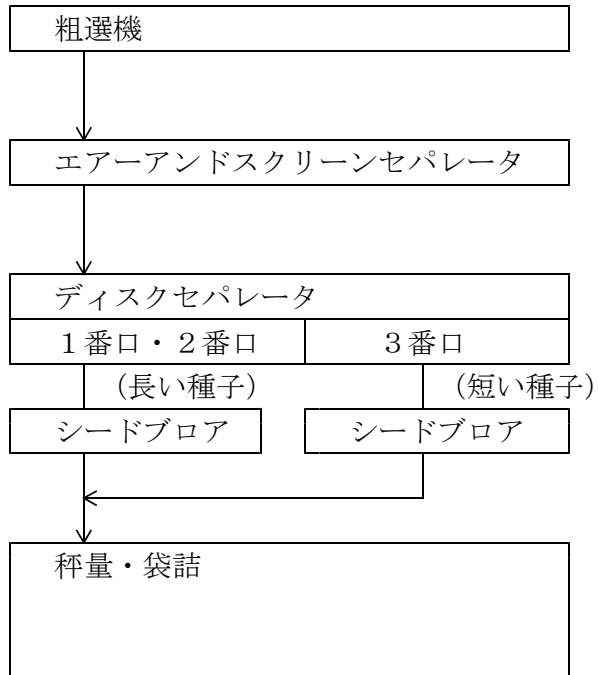 粗選機
エアーアンドスクリーンセパレータ
ディスクセパレータ
１番口・２番口
３番口
（長い種子）
（短い種子）
シードブロア
シードブロア
秤量・袋詰